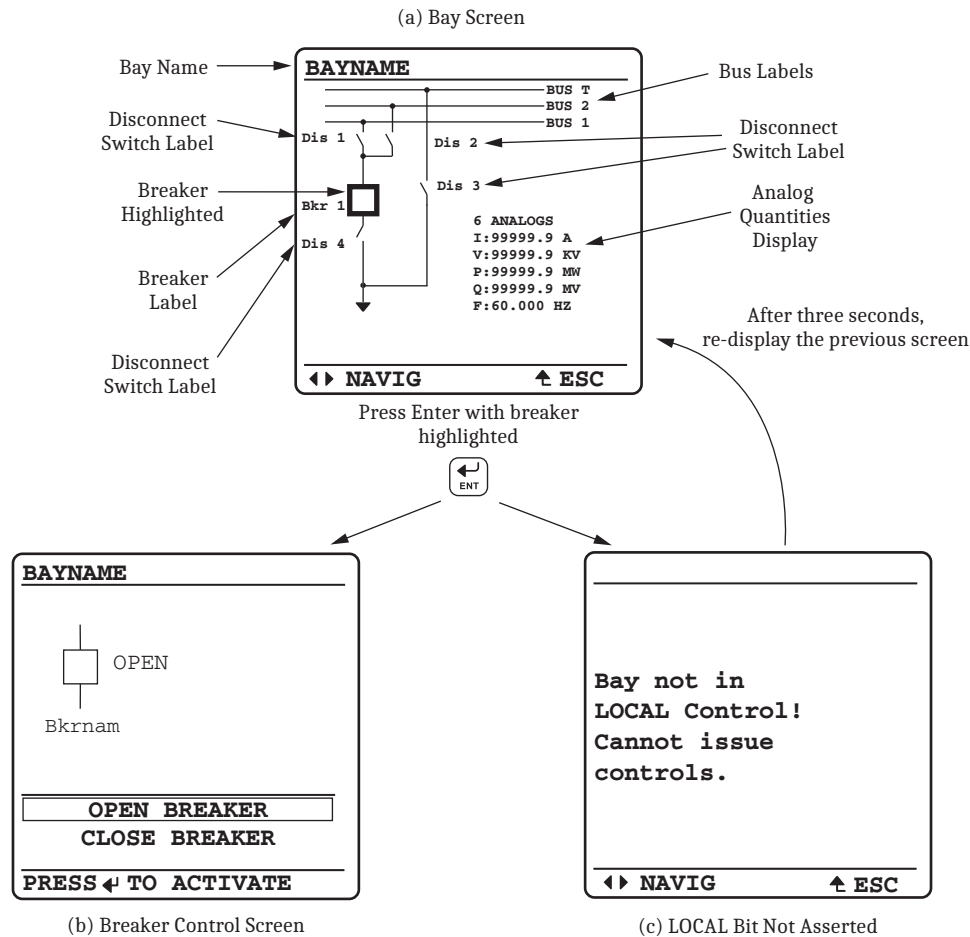 (a) Bay Screen
Bay Name
BAYNAME
BUS T
BUS 2
BUS 1
Bus Labels
Disconnect
Switch Label
Dis 1
Dis 2
Disconnect
Switch Label
Breaker
Highlighted
Bkr 1
Dis 3
Analog
Quantities
Display
6 ANALOGS
I:99999.9 A
V:99999.9 KV
P:99999.9 MW
Q:99999.9 MV
F:60.000 HZ
Dis 4
Breaker
Label
Disconnect
Switch Label
After three seconds,
re-display the previous screen
NAVIG ESC
Press Enter with breaker
highlighted
ENT
BAYNAME
OPEN
Bkrnam
OPEN BREAKER
CLOSE BREAKER
PRESS TO ACTIVATE
(b) Breaker Control Screen
Bay not in
LOCAL Control!
Cannot issue
controls.
NAVIG ESC
(c) LOCAL Bit Not Asserted